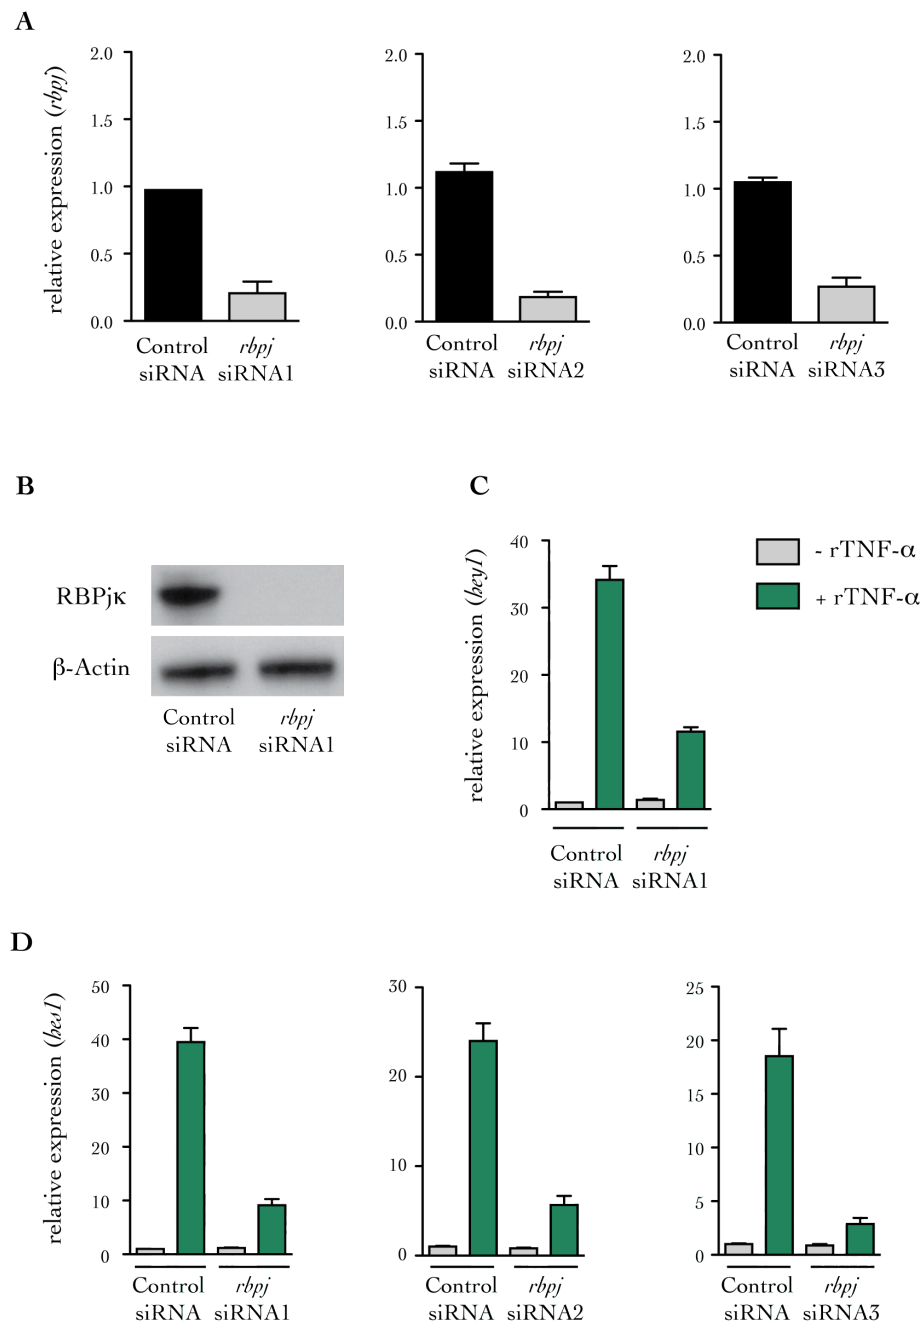 A
relative expression (rbpj)
2.0
1.5
1.0
0.5
0.0
Control
siRNA
rbpj
siRNA1
2.0
1.5
1.0
0.5
0.0
Control
siRNA
rbpj
siRNA2
2.0
1.5
1.0
0.5
0.0
Control
siRNA
rbpj
siRNA3
B
RBPjκ
β-Actin
Control
siRNA
rbpj
siRNA1
C
relative expression (hey1)
40
30
20
10
0
Control
siRNA
rbpj
siRNA1
- rTNF-α
+ rTNF-α
D
relative expression (hes1)
50
40
30
20
10
0
Control
siRNA
rbpj
siRNA1
30
20
10
0
Control
siRNA
rbpj
siRNA2
25
20
15
10
5
0
Control
siRNA
rbpj
siRNA3